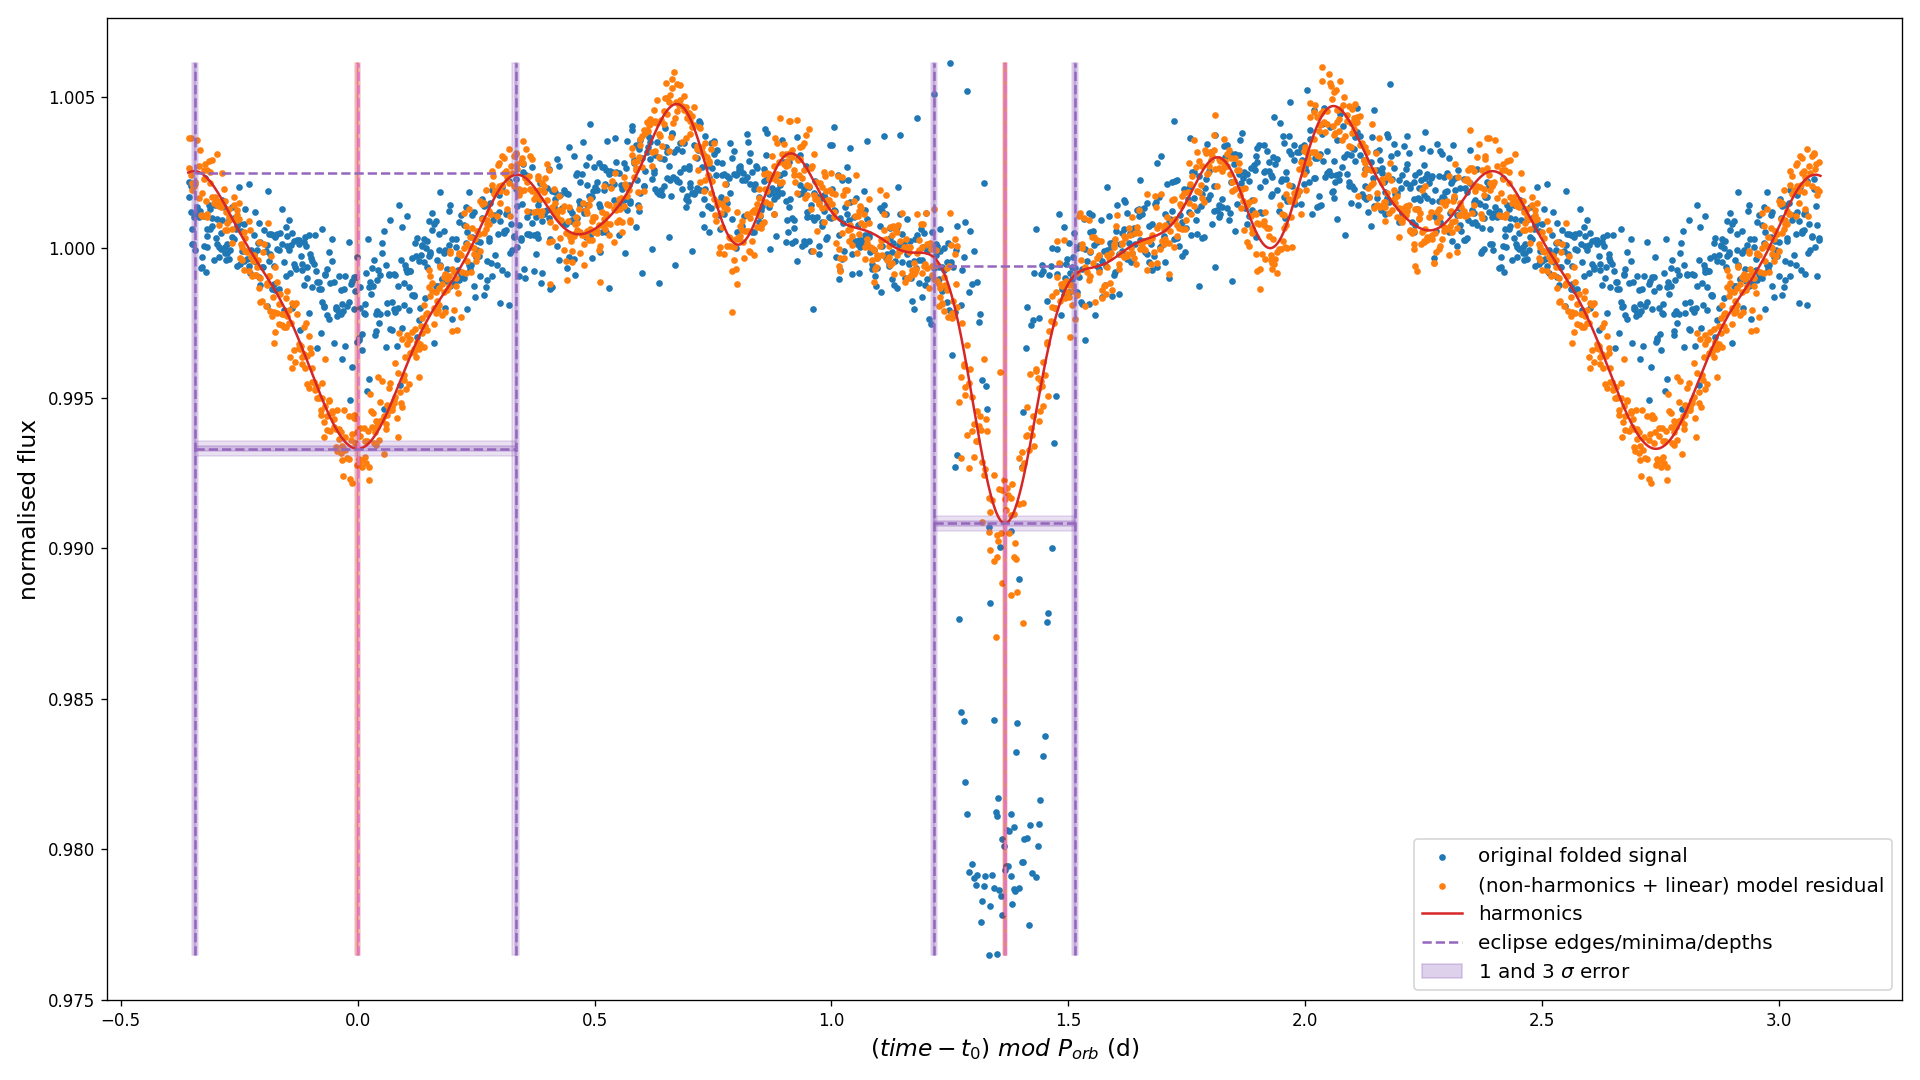 1.005
1.000
0.995
0.990
0.985
0.980
0.975
normalised flux
−0.5 0.0 0.5 1.0 1.5 2.0 2.5 3.0
(time − t₀) mod Pₒᵣb (d)
original folded signal
(non-harmonics + linear) model residual
harmonics
eclipse edges/minima/depths
1 and 3 σ error